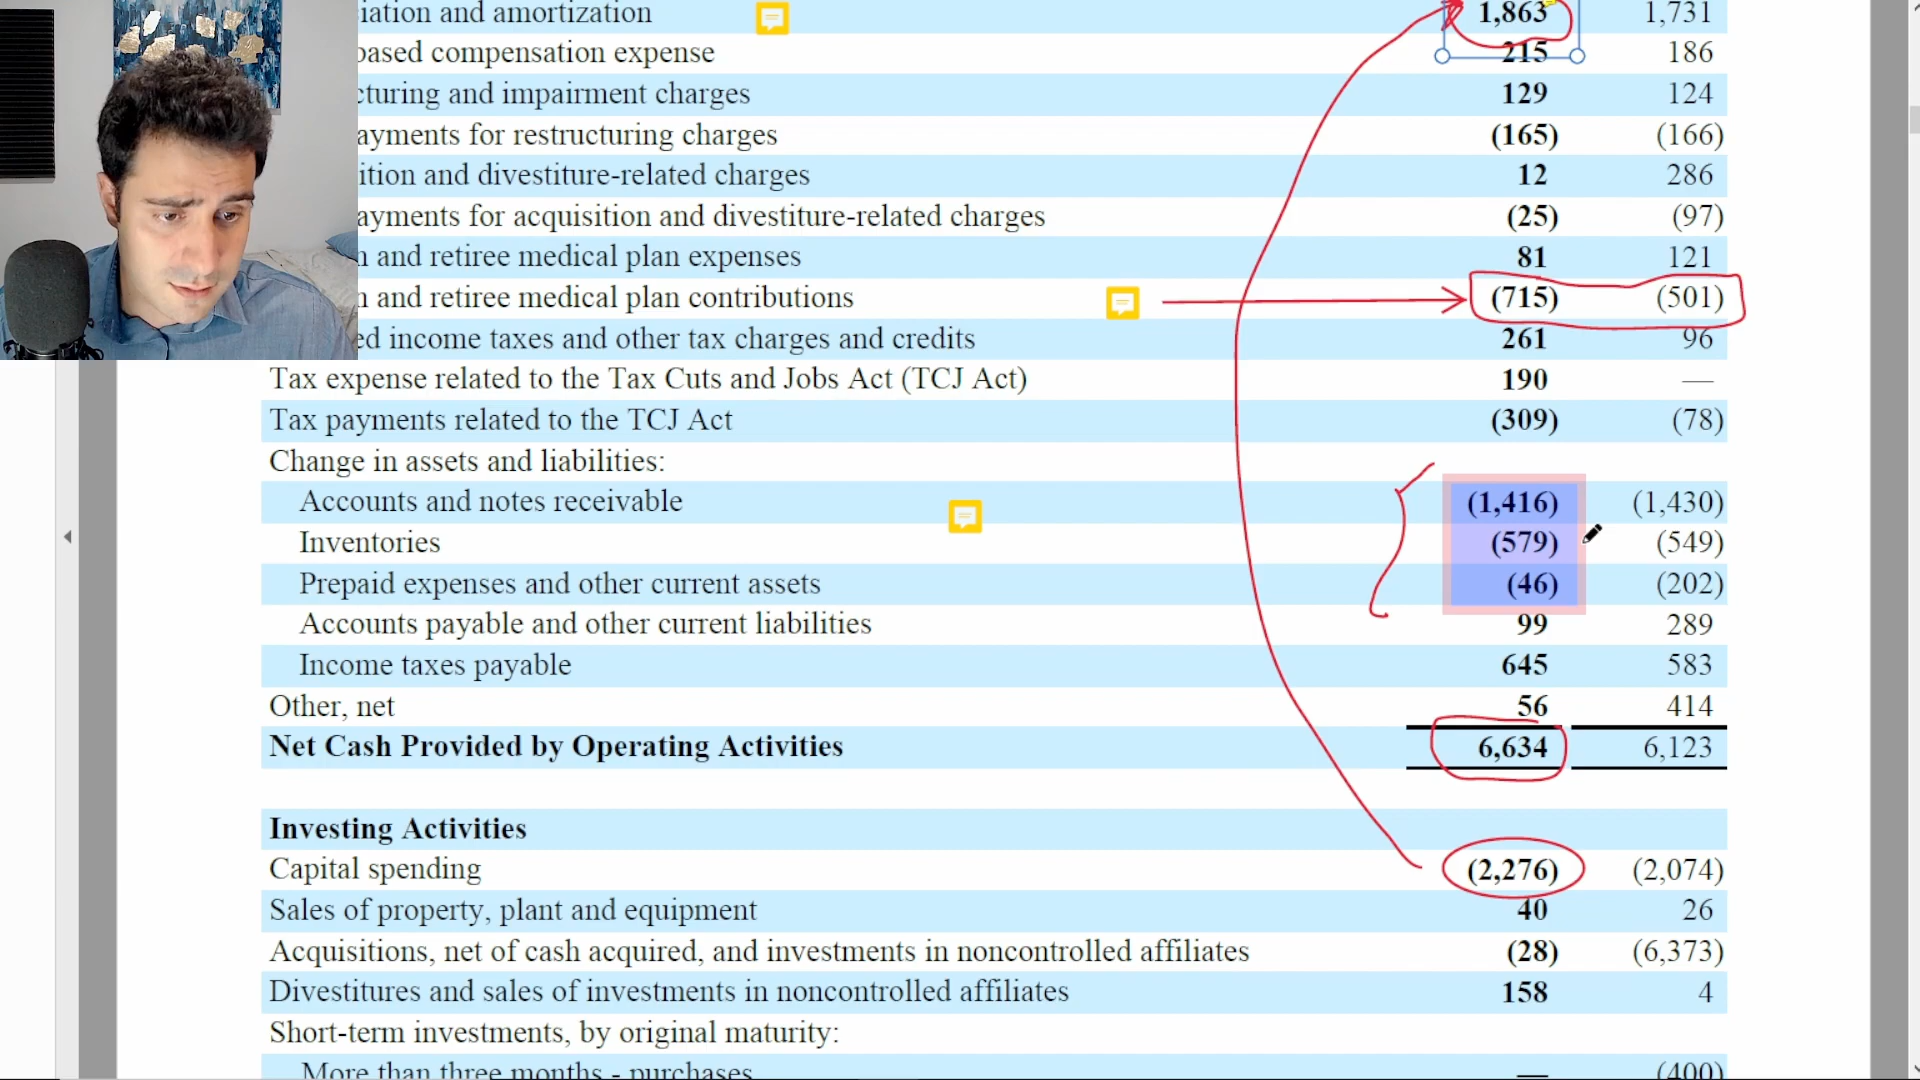 iation and amortization 1,863 1,731
based compensation expense 215 186
cturing and impairment charges 129 124
ayments for restructuring charges (165) (166)
ition and divestiture-related charges 12 286
ayments for acquisition and divestiture-related charges (25) (97)
n and retiree medical plan expenses 81 121
n and retiree medical plan contributions (715) (501)
ed income taxes and other tax charges and credits 261 96
Tax expense related to the Tax Cuts and Jobs Act (TCJ Act) 190 —
Tax payments related to the TCJ Act (309) (78)
Change in assets and liabilities:
Accounts and notes receivable (1,416) (1,430)
Inventories (579) (549)
Prepaid expenses and other current assets (46) (202)
Accounts payable and other current liabilities 99 289
Income taxes payable 645 583
Other, net 56 414
Net Cash Provided by Operating Activities 6,634 6,123
Investing Activities
Capital spending (2,276) (2,074)
Sales of property, plant and equipment 40 26
Acquisitions, net of cash acquired, and investments in noncontrolled affiliates (28) (6,373)
Divestitures and sales of investments in noncontrolled affiliates 158 4
Short-term investments, by original maturity:
More than three months - purchases — (400)